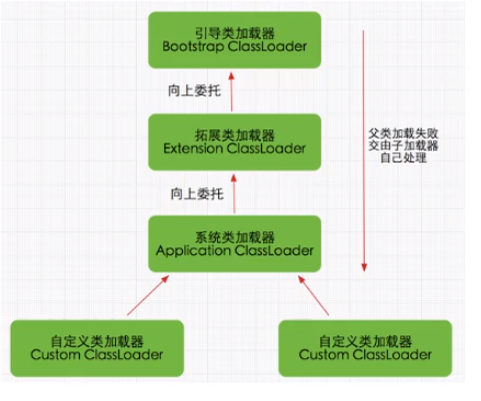 引导类加载器
Bootstrap ClassLoader
向上委托
拓展类加载器
Extension ClassLoader
父类加载失败
交由子加载器
自己处理
向上委托
系统类加载器
Application ClassLoader
自定义类加载器
Custom ClassLoader
自定义类加载器
Custom ClassLoader